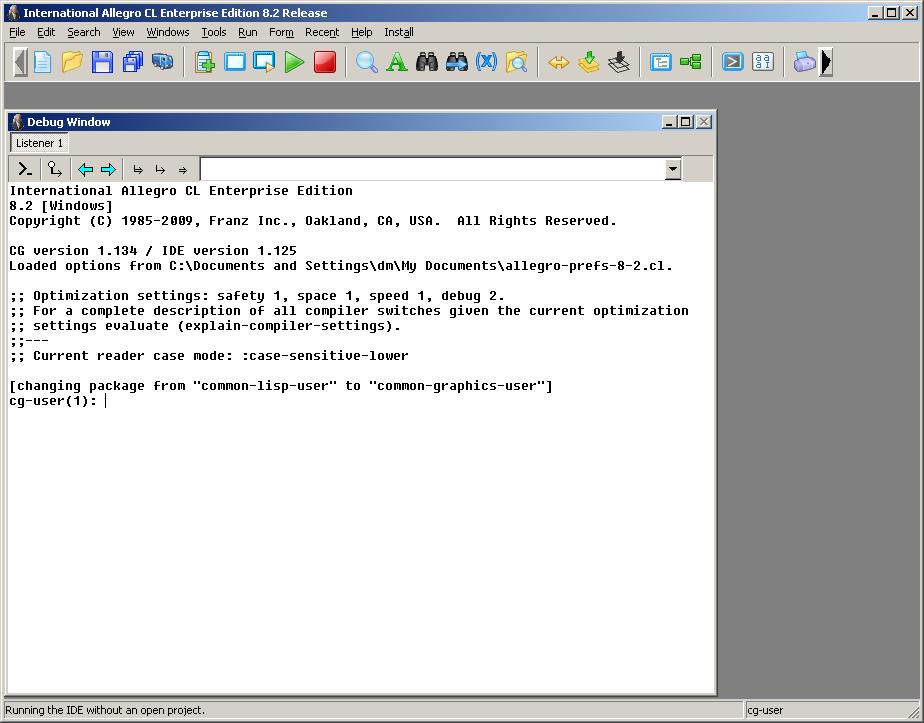 International Allegro CL Enterprise Edition 8.2 Release
File Edit Search View Windows Tools Run Form Recent Help Install
Debug Window
Listener 1
International Allegro CL Enterprise Edition
8.2 [Windows]
Copyright (C) 1985-2009, Franz Inc., Oakland, CA, USA.  All Rights Reserved.
CG version 1.134 / IDE version 1.125
Loaded options from C:\Documents and Settings\dm\My Documents\allegro-prefs-8-2.cl.
;; Optimization settings: safety 1, space 1, speed 1, debug 2.
;; For a complete description of all compiler switches given the current optimization
;; settings evaluate (explain-compiler-settings).
;;---
;; Current reader case mode: :case-sensitive-lower
[changing package from "common-lisp-user" to "common-graphics-user"]
cg-user(1):
Running the IDE without an open project. cg-user